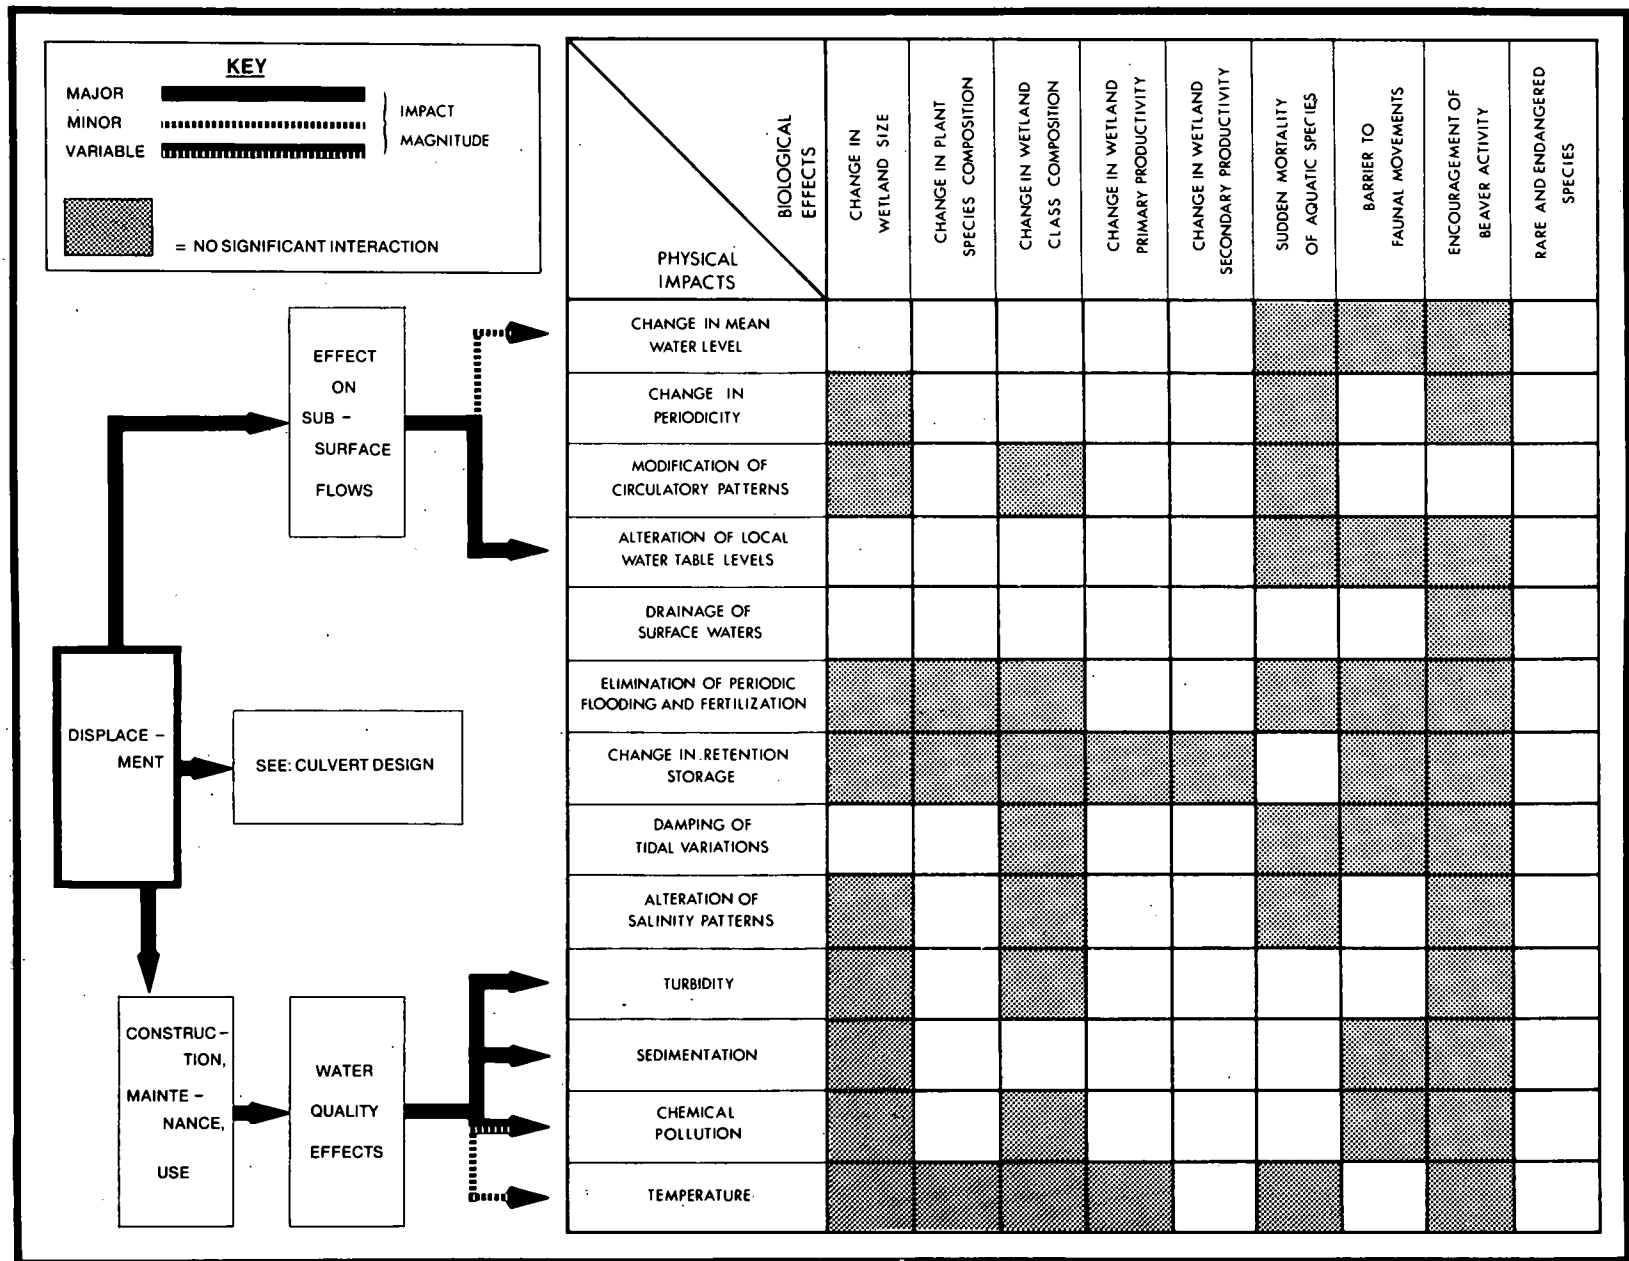 KEY
MAJOR
MINOR
VARIABLE
IMPACT
MAGNITUDE
= NO SIGNIFICANT INTERACTION
EFFECT
ON
SUB -
SURFACE
FLOWS
DISPLACE -
MENT
SEE: CULVERT DESIGN
CONSTRUC -
TION,
MAINTE -
NANCE,
USE
WATER
QUALITY
EFFECTS
BIOLOGICAL
EFFECTS
PHYSICAL
IMPACTS
CHANGE IN
WETLAND SIZE
CHANGE IN PLANT
SPECIES COMPOSITION
CHANGE IN WETLAND
CLASS COMPOSITION
CHANGE IN WETLAND
PRIMARY PRODUCTIVITY
CHANGE IN WETLAND
SECONDARY PRODUCTIVITY
SUDDEN MORTALITY
OF AQUATIC SPECIES
BARRIER TO
FAUNAL MOVEMENTS
ENCOURAGEMENT OF
BEAVER ACTIVITY
RARE AND ENDANGERED
SPECIES
CHANGE IN MEAN
WATER LEVEL
CHANGE IN
PERIODICITY
MODIFICATION OF
CIRCULATORY PATTERNS
ALTERATION OF LOCAL
WATER TABLE LEVELS
DRAINAGE OF
SURFACE WATERS
ELIMINATION OF PERIODIC
FLOODING AND FERTILIZATION
CHANGE IN RETENTION
STORAGE
DAMPING OF
TIDAL VARIATIONS
ALTERATION OF
SALINITY PATTERNS
TURBIDITY
SEDIMENTATION
CHEMICAL
POLLUTION
TEMPERATURE